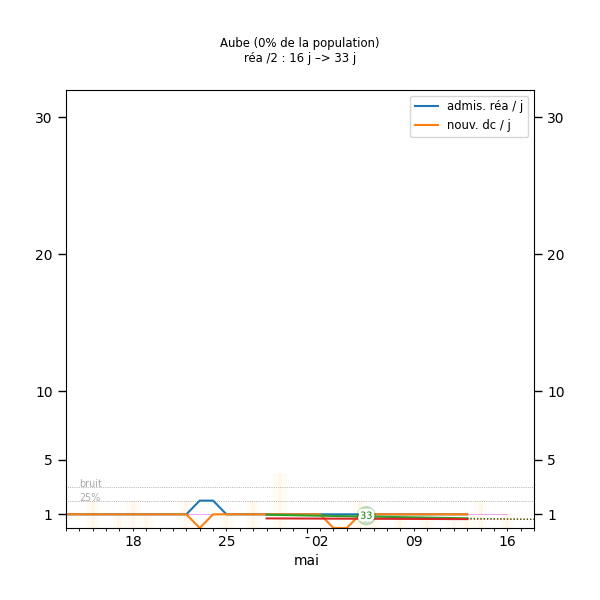 Aube (0% de la population)
réa /2 : 16 j –> 33 j
admis. réa / j
nouv. dc / j
30
30
20
20
10
10
5
5
bruit
25%
1
33
1
18
25
02
09
16
mai